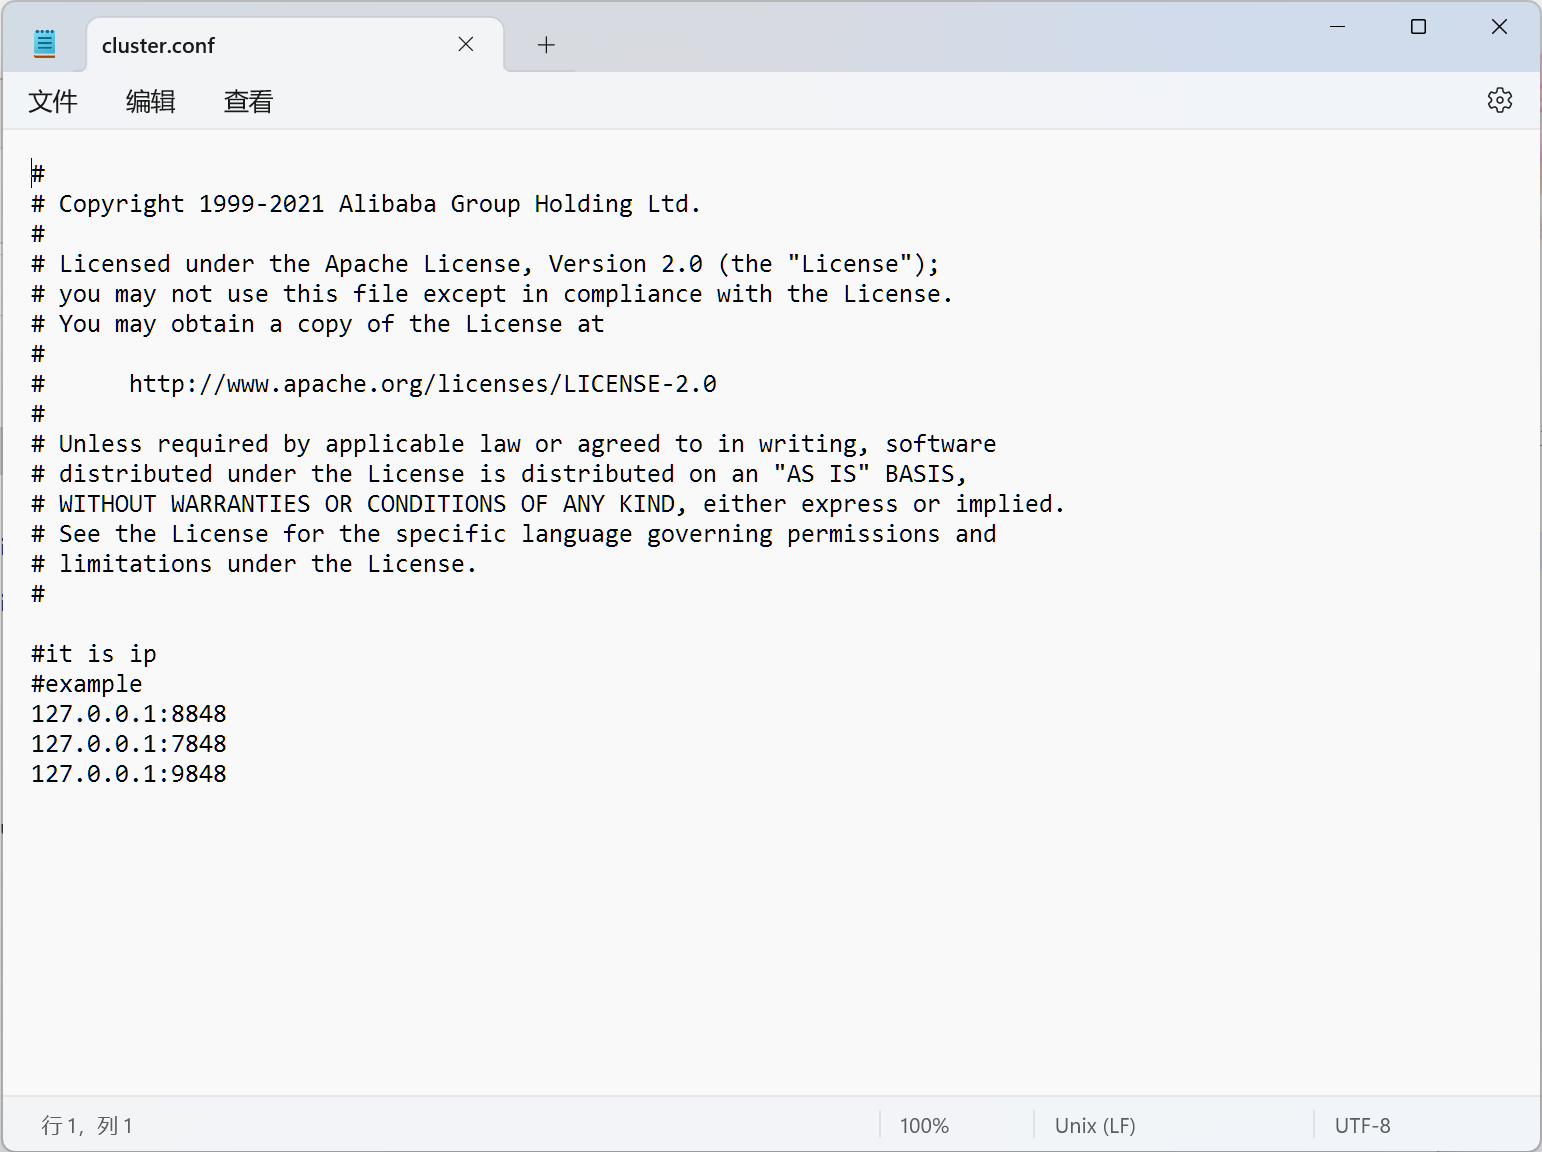 cluster.conf
文件 编辑 查看
#
# Copyright 1999-2021 Alibaba Group Holding Ltd.
#
# Licensed under the Apache License, Version 2.0 (the "License");
# you may not use this file except in compliance with the License.
# You may obtain a copy of the License at
#
#      http://www.apache.org/licenses/LICENSE-2.0
#
# Unless required by applicable law or agreed to in writing, software
# distributed under the License is distributed on an "AS IS" BASIS,
# WITHOUT WARRANTIES OR CONDITIONS OF ANY KIND, either express or implied.
# See the License for the specific language governing permissions and
# limitations under the License.
#
#it is ip
#example
127.0.0.1:8848
127.0.0.1:7848
127.0.0.1:9848
行 1，列 1 100% Unix (LF) UTF-8